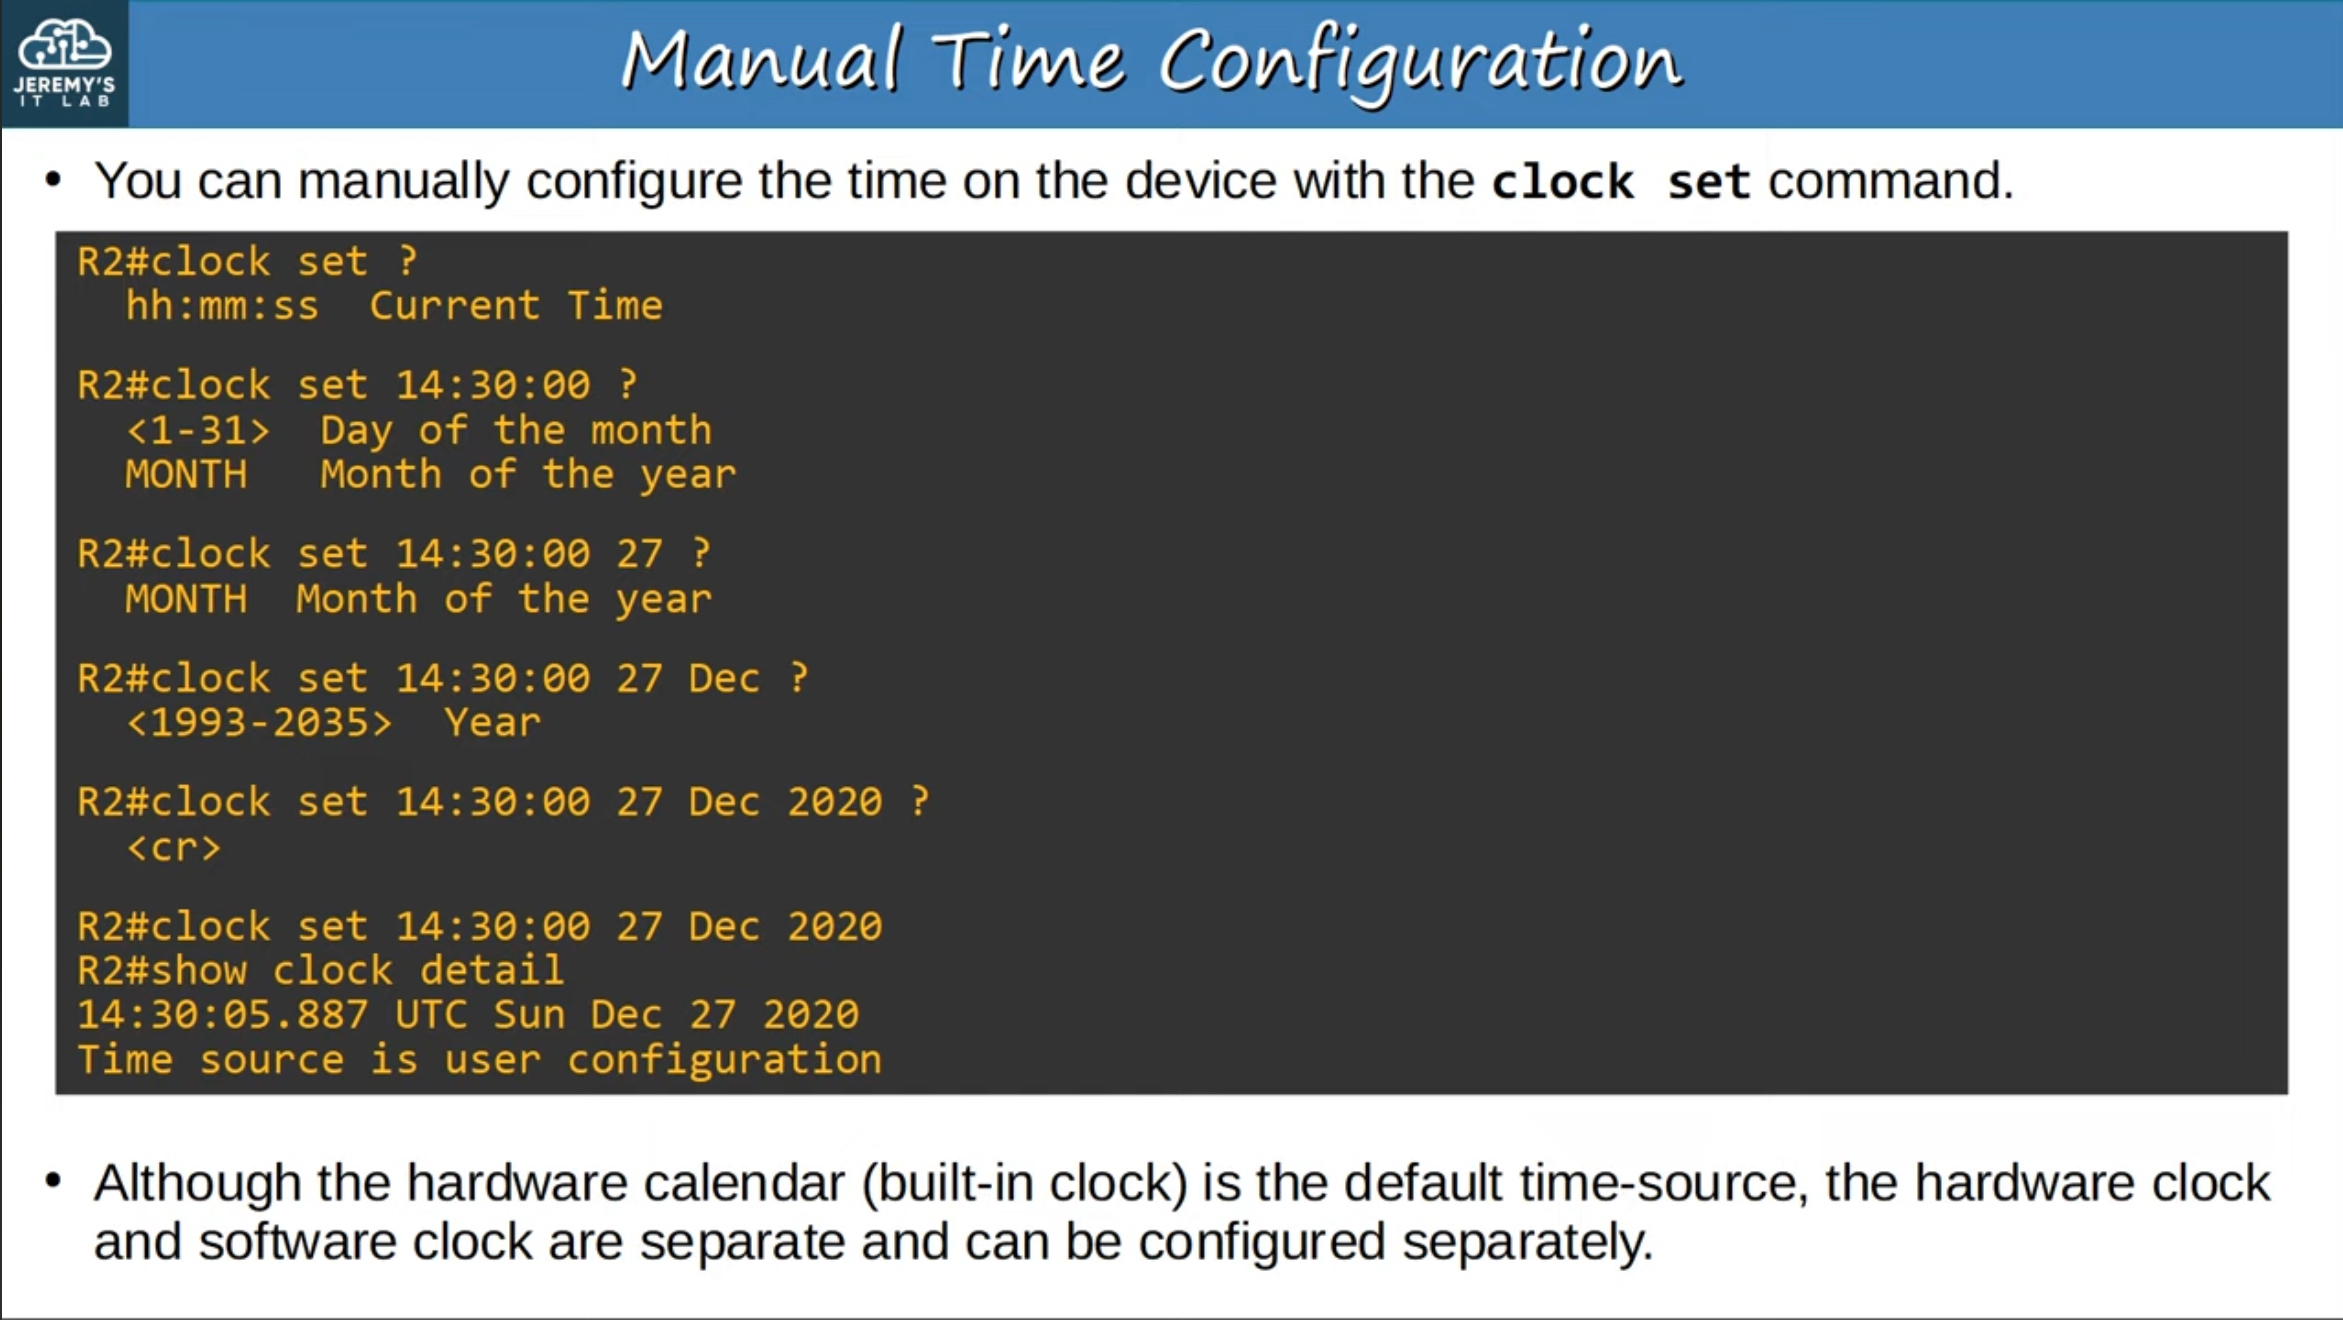 JEREMY'S
IT LAB
Manual Time Configuration
• You can manually configure the time on the device with the clock set command.
R2#clock set ?
  hh:mm:ss  Current Time
R2#clock set 14:30:00 ?
  <1-31>  Day of the month
  MONTH   Month of the year
R2#clock set 14:30:00 27 ?
  MONTH  Month of the year
R2#clock set 14:30:00 27 Dec ?
  <1993-2035>  Year
R2#clock set 14:30:00 27 Dec 2020 ?
  <cr>
R2#clock set 14:30:00 27 Dec 2020
R2#show clock detail
14:30:05.887 UTC Sun Dec 27 2020
Time source is user configuration
• Although the hardware calendar (built-in clock) is the default time-source, the hardware clock
and software clock are separate and can be configured separately.